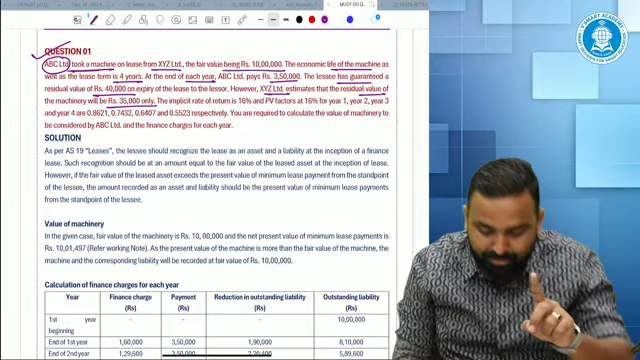 SMART ACADEMY
QUESTION 01
ABC Ltd took a machine on lease from XYZ Ltd., the fair value being Rs. 10,00,000. The economic life of the machine as
well as the lease term is 4 years. At the end of each year, ABC Ltd. pays Rs. 3,50,000. The lessee has guaranteed a
residual value of Rs. 40,000 on expiry of the lease to the lessor. However, XYZ Ltd. estimates that the residual value of
the machinery will be Rs. 35,000 only. The implicit rate of return is 16% and PV factors at 16% for year 1, year 2, year 3
and year 4 are 0.8621, 0.7432, 0.6407 and 0.5523 respectively. You are required to calculate the value of machinery
to be considered by ABC Ltd. and the finance charges for each year.
SOLUTION
As per AS 19 "Leases", the lessee should recognize the lease as an asset and a liability at the inception of a finance
lease. Such recognition should be at an amount equal to the fair value of the leased asset at the inception of lease.
However, if the fair value of the leased asset exceeds the present value of minimum lease payment from the standpoint
of the lessee, the amount recorded as an asset and liability should be the present value of minimum lease payments
from the standpoint of the lessee.
Value of machinery
In the given case, fair value of the machinery is Rs. 10, 00,000 and the net present value of minimum lease payments is
Rs. 10,01,497 (Refer working Note). As the present value of the machine is more than the fair value of the machine, the
machine and the corresponding liability will be recorded at fair value of Rs. 10,00,000.
Calculation of finance charges for each year
Year Finance charge (Rs) Payment (Rs) Reduction in outstanding liability (Rs) Outstanding liability (Rs)
1st year beginning - - - 10,00,000
End of 1st year 1,60,000 3,50,000 1,90,000 8,10,000
End of 2nd year 1,29,600 3,50,000 2,20,400 5,89,600